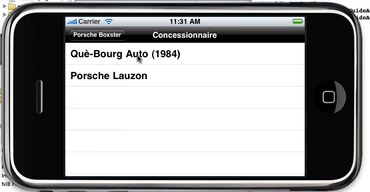 Carrier 11:31 AM
Porsche Boxster Concessionnaire
Què-Bourg Auto (1984)
Porsche Lauzon